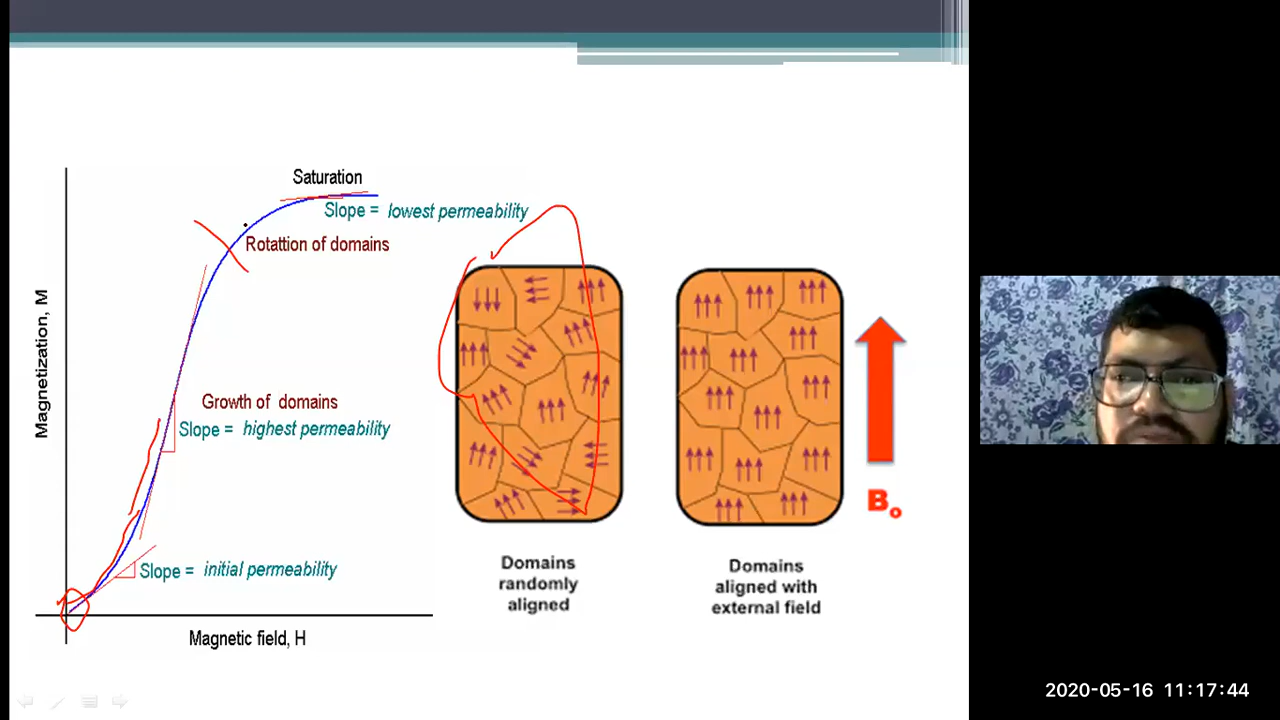 Saturation
Slope = lowest permeability
Rotattion of domains
Magnetization, M
Growth of domains
Slope = highest permeability
Slope = initial permeability
Magnetic field, H
Domains
randomly
aligned
Domains
aligned with
external field
Bo
2020-05-16 11:17:44